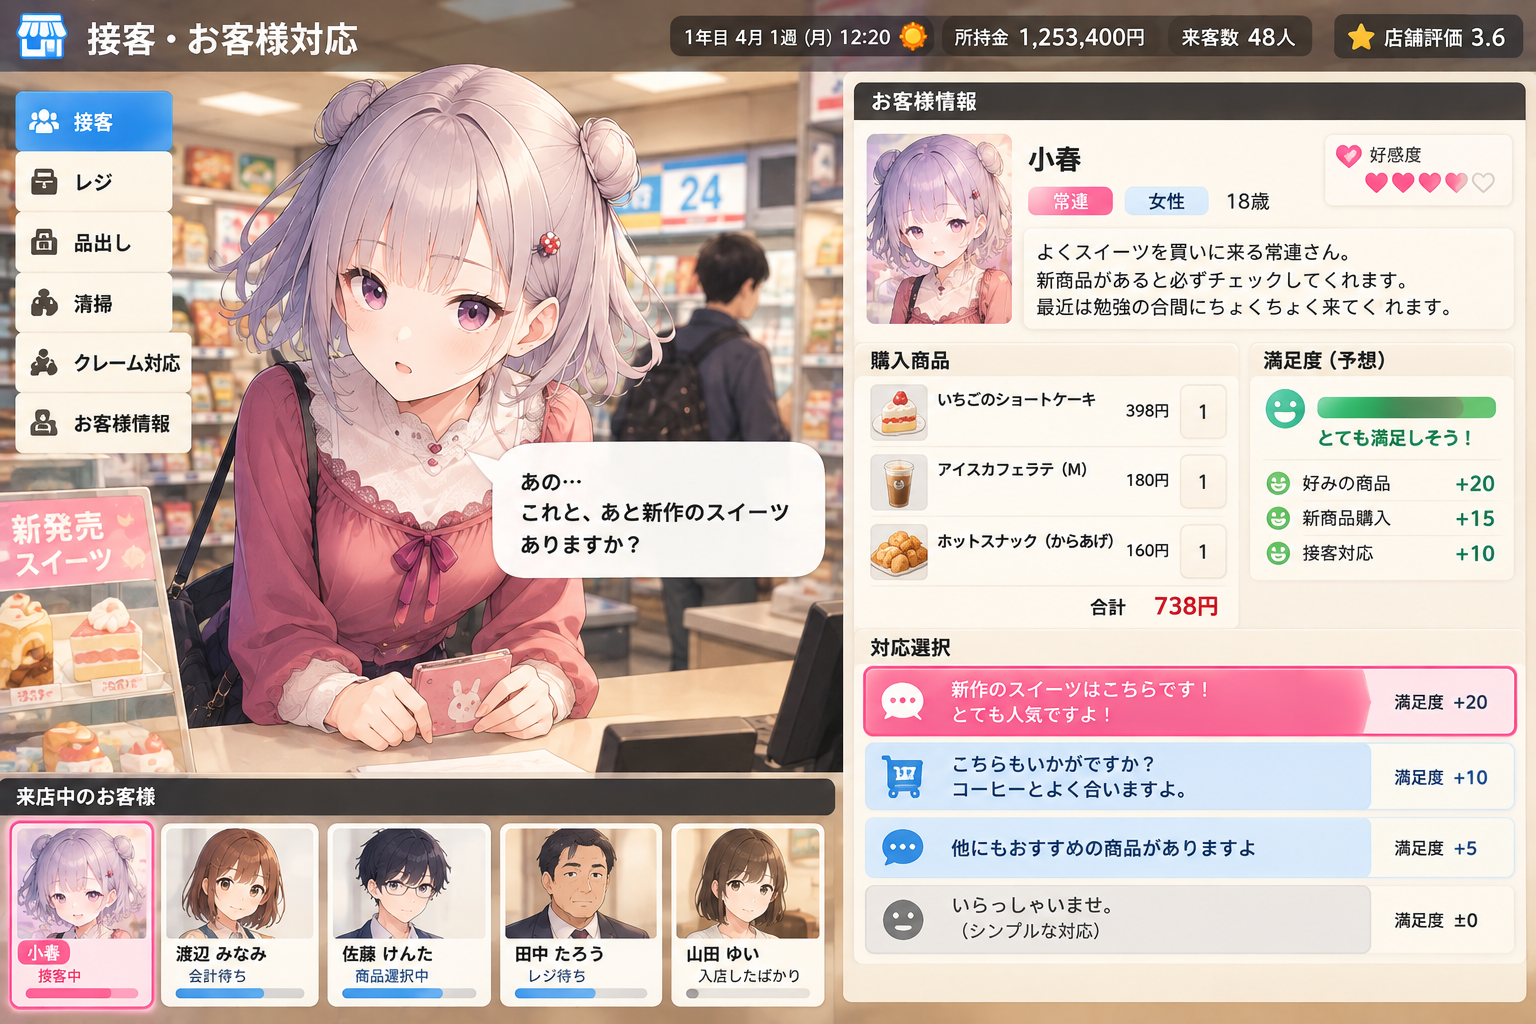 接客・お客様対応
1年目 4月 1週 (月) 12:20
所持金 1,253,400円
来客数 48人
店舗評価 3.6
接客
レジ
品出し
清掃
クレーム対応
お客様情報
24
新発売
スイーツ
あの…
これと、あと新作のスイーツ
ありますか？
お客様情報
小春
常連
女性
18歳
好感度
よくスイーツを買いに来る常連さん。
新商品があると必ずチェックしてくれます。
最近は勉強の合間にちょくちょく来てく れます。
購入商品
いちごのショートケーキ
398円
1
アイスカフェラテ（M）
180円
1
ホットスナック（からあげ）
160円
1
合計 738円
満足度（予想）
とても満足しそう！
好みの商品 +20
新商品購入 +15
接客対応 +10
対応選択
新作のスイーツはこちらです！
とても人気ですよ！
満足度 +20
こちらもいかがですか？
コーヒーとよく合いますよ。
満足度 +10
他にもおすすめの商品がありますよ
満足度 +5
いらっしゃいませ。
（シンプルな対応）
満足度 ±0
来店中のお客様
小春
接客中
渡辺 みなみ
会計待ち
佐藤 けんた
商品選択中
田中 たろう
レジ待ち
山田 ゆい
入店したばかり